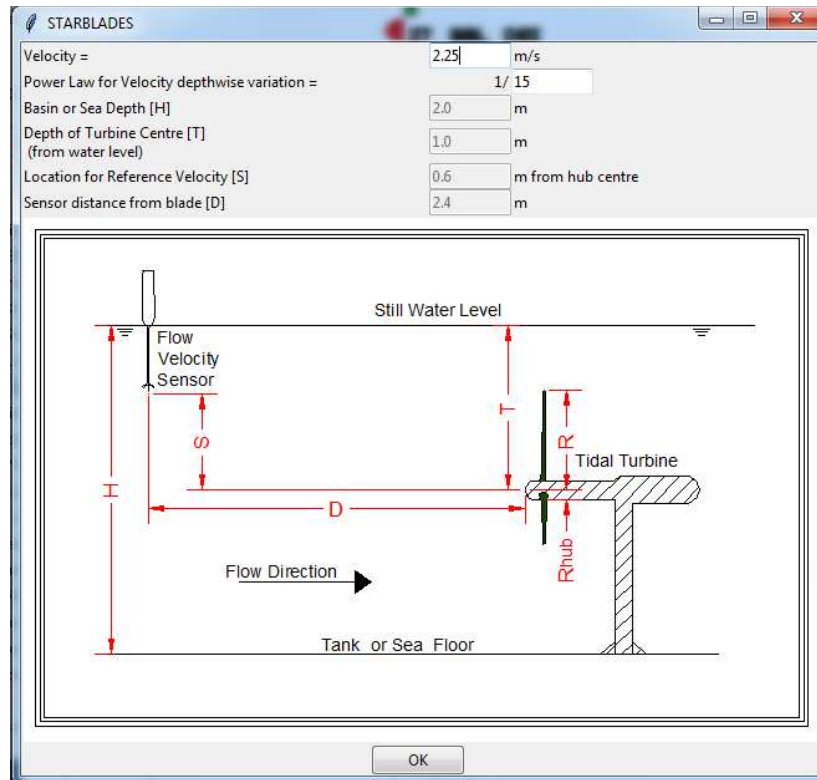 STARBLADES
Velocity = 2.25 m/s
Power Law for Velocity depthwise variation = 1/ 15
Basin or Sea Depth [H] 2.0 m
Depth of Turbine Centre [T]
(from water level) 1.0 m
Location for Reference Velocity [S] 0.6 m from hub centre
Sensor distance from blade [D] 2.4 m
Still Water Level
Flow
Velocity
Sensor
T
S
R
Tidal Turbine
H
D
Rhub
Flow Direction
Tank or Sea Floor
OK